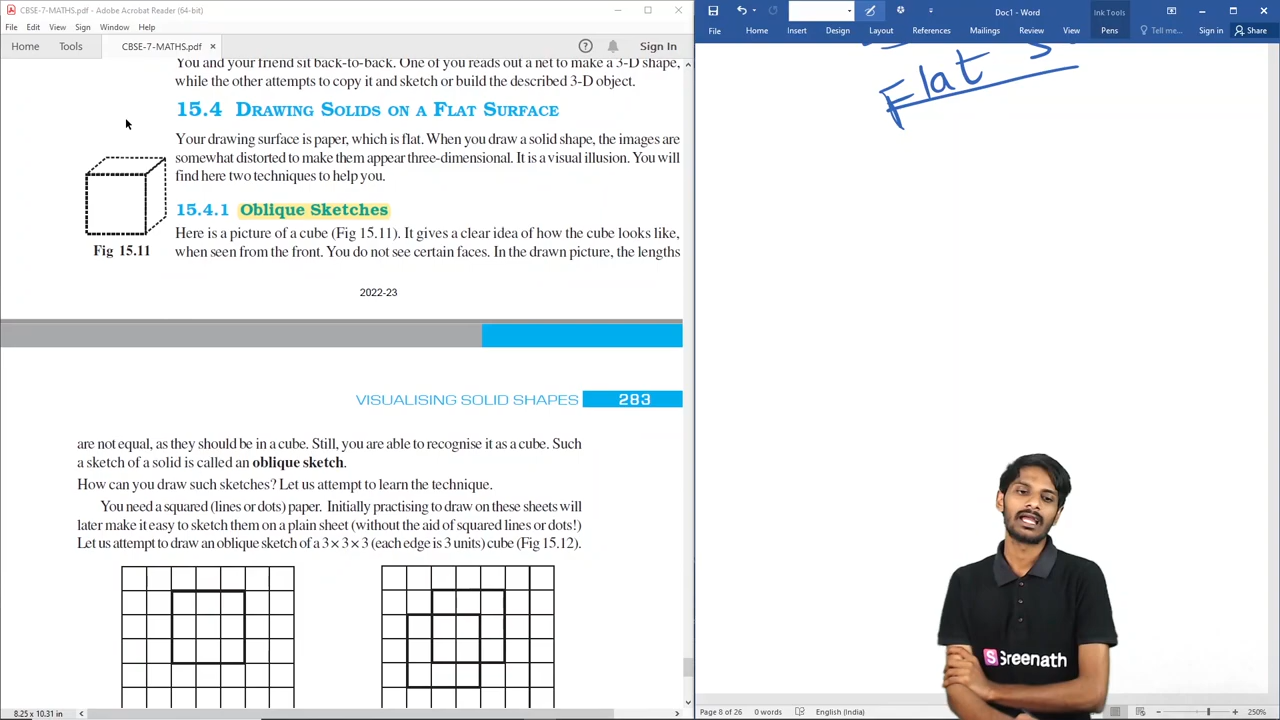 CBSE-7-MATHS.pdf - Adobe Acrobat Reader (64-bit)
File Edit View Sign Window Help
Home Tools CBSE-7-MATHS.pdf × Sign In
You and your friend sit back-to-back. One of you reads out a net to make a 3-D shape,
while the other attempts to copy it and sketch or build the described 3-D object.
15.4 DRAWING SOLIDS ON A FLAT SURFACE
Your drawing surface is paper, which is flat. When you draw a solid shape, the images are
somewhat distorted to make them appear three-dimensional. It is a visual illusion. You will
find here two techniques to help you.
15.4.1 Oblique Sketches
Here is a picture of a cube (Fig 15.11). It gives a clear idea of how the cube looks like,
when seen from the front. You do not see certain faces. In the drawn picture, the lengths
Fig 15.11
2022-23
VISUALISING SOLID SHAPES 283
are not equal, as they should be in a cube. Still, you are able to recognise it as a cube. Such
a sketch of a solid is called an oblique sketch.
How can you draw such sketches? Let us attempt to learn the technique.
You need a squared (lines or dots) paper. Initially practising to draw on these sheets will
later make it easy to sketch them on a plain sheet (without the aid of squared lines or dots!)
Let us attempt to draw an oblique sketch of a 3× 3× 3 (each edge is 3 units) cube (Fig 15.12).
8.25 x 10.31 in
Doc1 - Word
Ink Tools
File Home Insert Design Layout References Mailings Review View Pens Tell me... Sign in Share
Flat
Sreenath
Page 8 of 26 0 words English (India) 250%